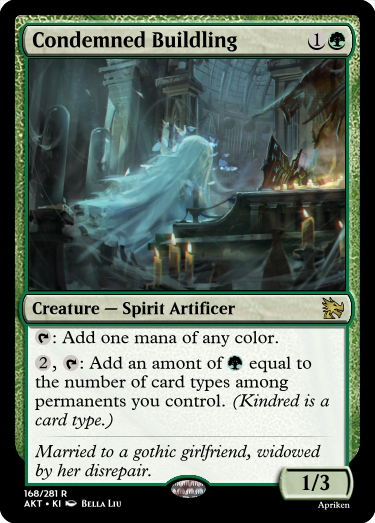 Condemned Buildling 1
Creature — Spirit Artificer
: Add one mana of any color.
2, : Add an amont of equal to
the number of card types among
permanents you control. (Kindred is a
card type.)
Married to a gothic girlfriend, widowed
by her disrepair.
1/3
168/281 R
AKT • KI Bella Liu
Apriken